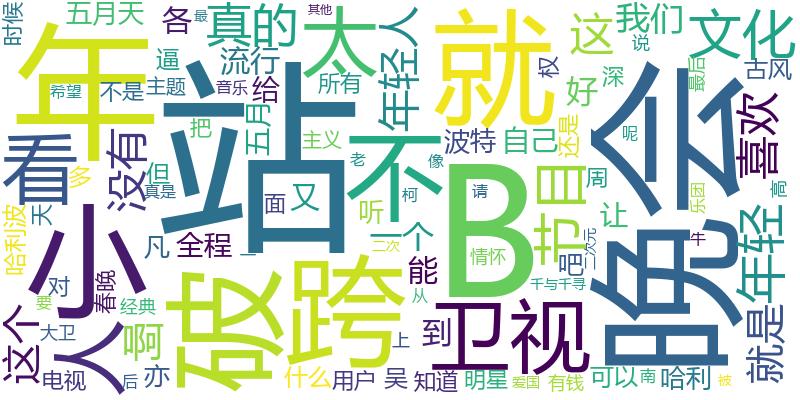 时候 五月天 各 真的 太 就 这 我们 文化
年 希望 逼 流行 给 所有 年轻人 权 好 深 说 最后 古风
最 音乐 其他
不是 主题 把 五月 主义 波特 自己 还是 晚会 喜欢
看 没有 站 不 B 节目
多 但 真是 老 像 请 周 呢 高
哈利波 天 小 凡 面 又 听 一个 柯 情怀 让 乐团 年轻
全程 一 二次 能 邑 二次元 牛
对 春晚 破 跨 千与千寻
这个 要 经典 人 从 到 卫视 就是
大卫 啊 上
电视 后 亦 什么 用户 吴 知道 明星 爱国 有钱 可以 南 哈利 被